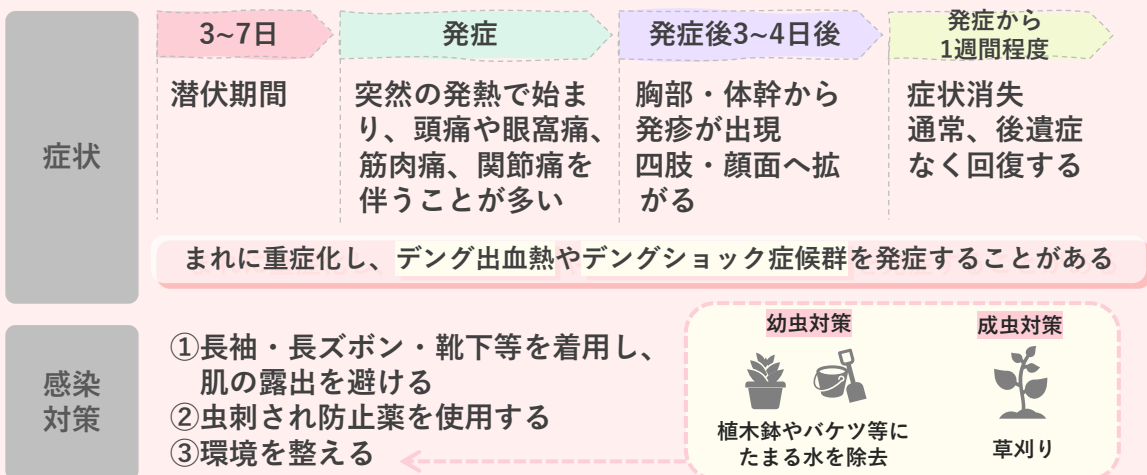 症状
3~7日
潜伏期間
発症
突然の発熱で始ま
り、頭痛や眼窩痛、
筋肉痛、関節痛を
伴うことが多い
発症後3~4日後
胸部・体幹から
発疹が出現
四肢・顔面へ拡
がる
発症から
1週間程度
症状消失
通常、後遺症
なく回復する
まれに重症化し、デング出血熱やデングショック症候群を発症することがある
感染
対策
①長袖・長ズボン・靴下等を着用し、
肌の露出を避ける
②虫刺され防止薬を使用する
③環境を整える
幼虫対策
植木鉢やバケツ等に
たまる水を除去
成虫対策
草刈り